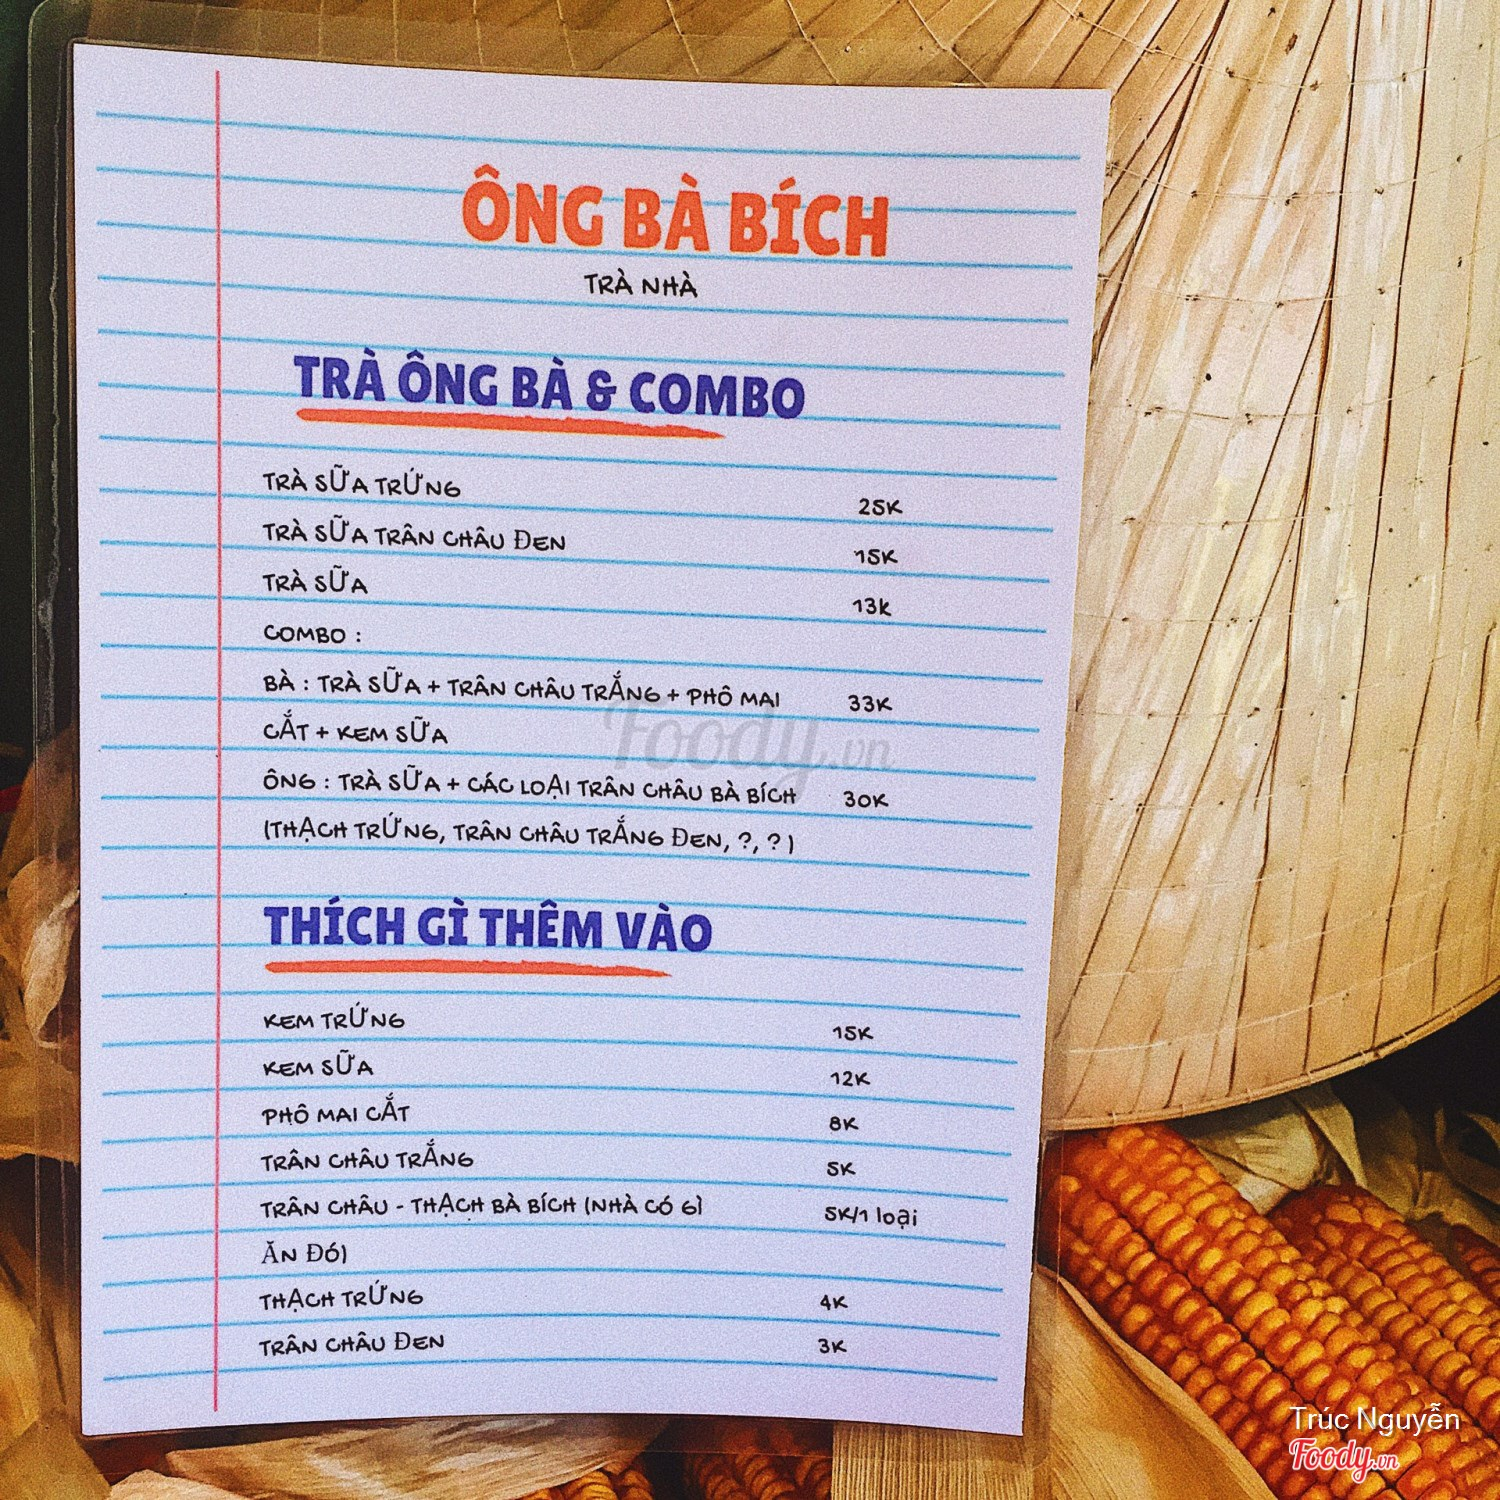 ÔNG BÀ BÍCH
TRÀ NHÀ
TRÀ ÔNG BÀ & COMBO
TRÀ SỮA TRỨNG 25K
TRÀ SỮA TRÂN CHÂU ĐEN 15K
TRÀ SỮA 13K
COMBO :
BÀ : TRÀ SỮA + TRÂN CHÂU TRẮNG + PHÔ MAI 33K
CẮT + KEM SỮA
ÔNG : TRÀ SỮA + CÁC LOẠI TRÂN CHÂU BÀ BÍCH 30K
(THẠCH TRỨNG, TRÂN CHÂU TRẮNG ĐEN, ?, ? )
THÍCH GÌ THÊM VÀO
KEM TRỨNG 15K
KEM SỮA 12K
PHÔ MAI CẮT 8K
TRÂN CHÂU TRẮNG 5K
TRÂN CHÂU - THẠCH BÀ BÍCH (NHÀ CÓ GÌ 5K/1 loại
ĂN ĐÓ)
THẠCH TRỨNG 4K
TRÂN CHÂU ĐEN 3K
Foody.vn
Trúc Nguyễn
Foody.vn